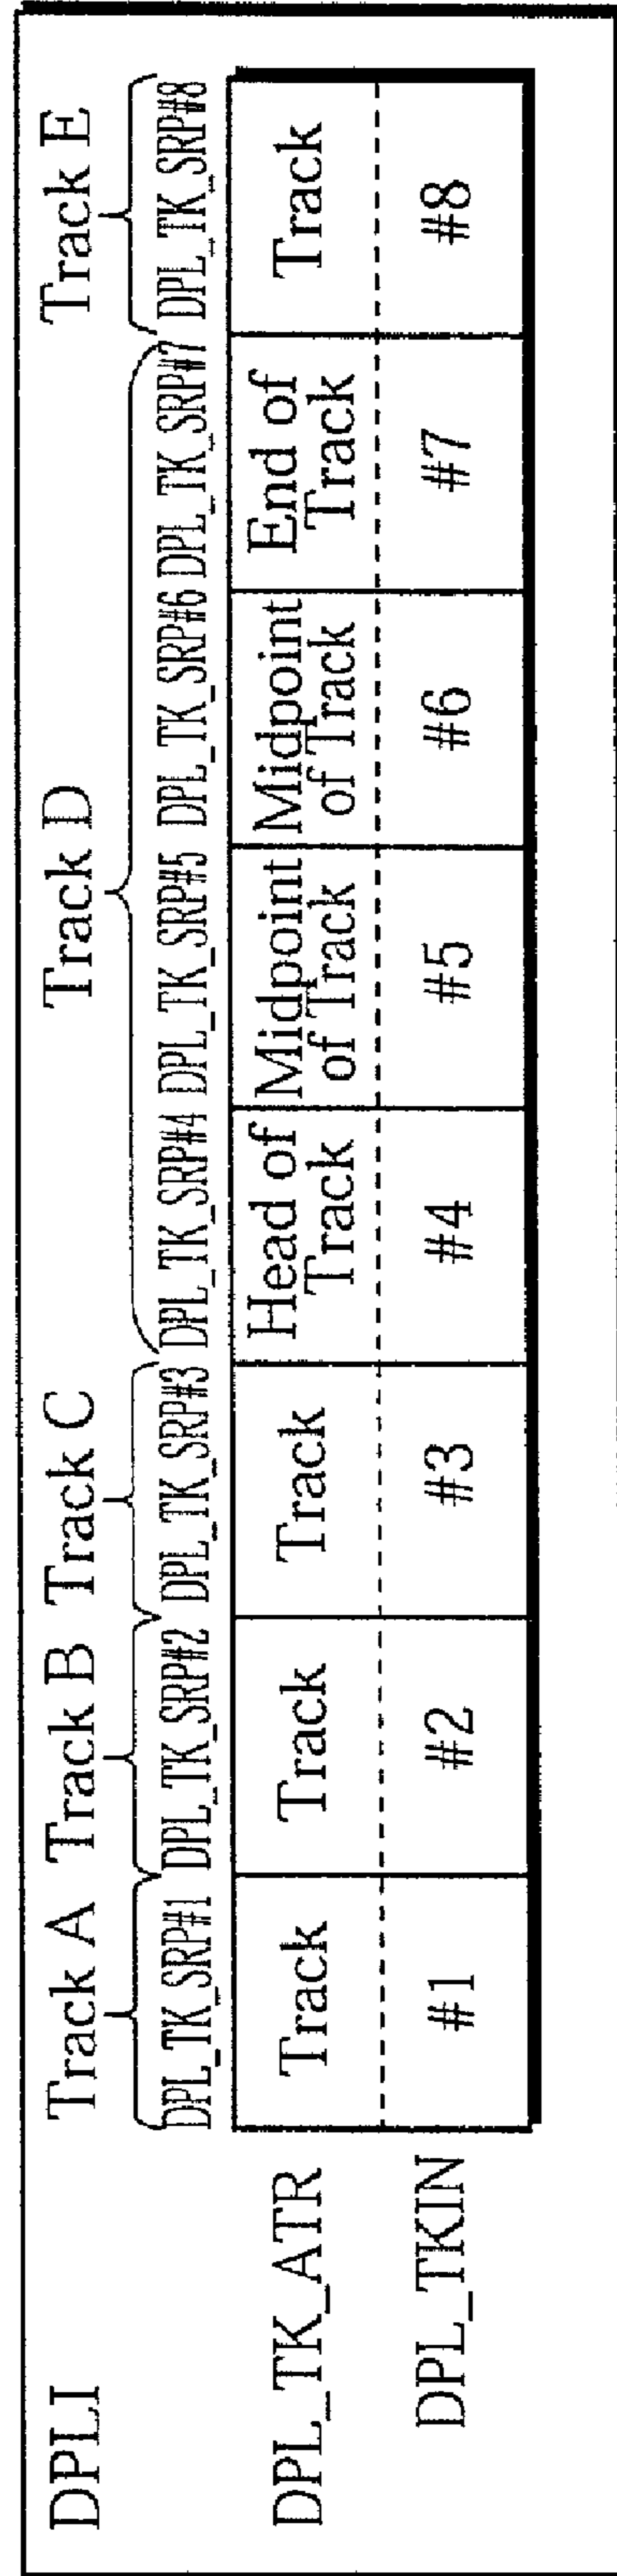 DPLI
Track A Track B Track C Track D Track E
DPL_TK_SRP#1 DPL_TK_SRP#2 DPL_TK_SRP#3 DPL_TK_SRP#4 DPL_TK_SRP#5 DPL_TK_SRP#6 DPL_TK_SRP#7 DPL_TK_SRP#8
DPL_TK_ATR Track Track Track Head of Track Midpoint of Track Midpoint of Track End of Track Track
DPL_TKIN #1 #2 #3 #4 #5 #6 #7 #8